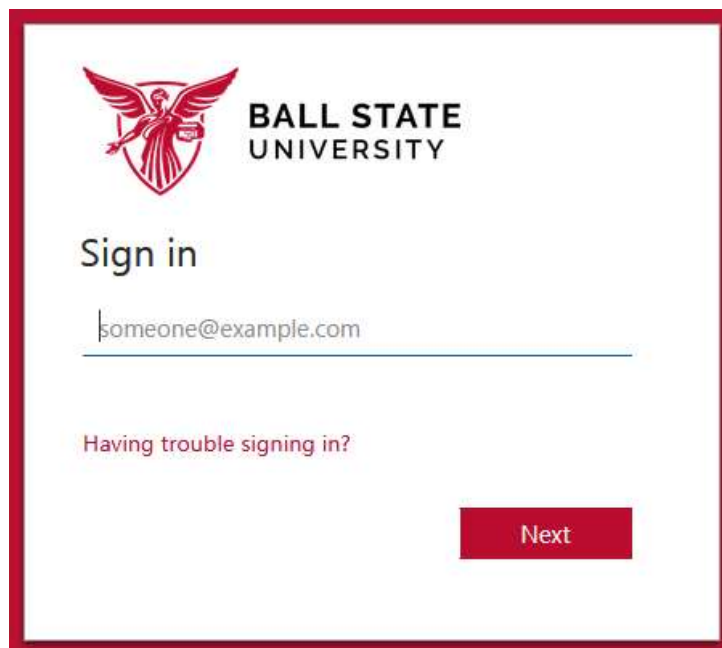 BALL STATE
UNIVERSITY
Sign in
someone@example.com
Having trouble signing in?
Next